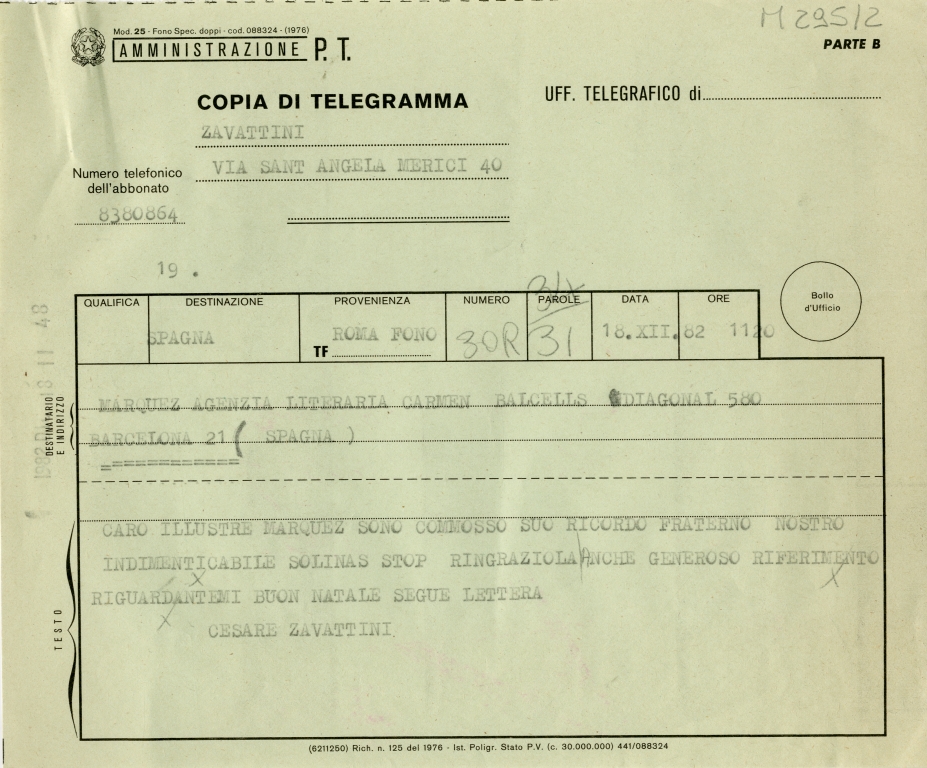 M 295/2
Mod. 25 - Fono Spec. doppi - cod. 088324 - (1976)
AMMINISTRAZIONE P. T.
PARTE B
COPIA DI TELEGRAMMA
UFF. TELEGRAFICO di
ZAVATTINI
VIA SANT ANGELA MERICI 40
Numero telefonico
dell'abbonato
8380864
19 .
Bollo
d'Ufficio
QUALIFICA DESTINAZIONE PROVENIENZA NUMERO PAROLE DATA ORE
SPAGNA TF ROMA FONO 30R 31 18.XII.82 1120
DESTINATARIO
E INDIRIZZO
MARQUEZ AGENZIA LITERARIA CARMEN BALCELLS DIAGONAL 580
BARCELONA 21 ( SPAGNA )
============
TESTO
CARO ILLUSTRE MARQUEZ SONO COMMOSSO SUO RICORDO FRATERNO NOSTRO
INDIMENTICABILE SOLINAS STOP RINGRAZIOLA ANCHE GENEROSO RIFERIMENTO
RIGUARDANTEMI BUON NATALE SEGUE LETTERA
CESARE ZAVATTINI
(6211250) Rich. n. 125 del 1976 - Ist. Poligr. Stato P.V. (c. 30.000.000) 441/088324